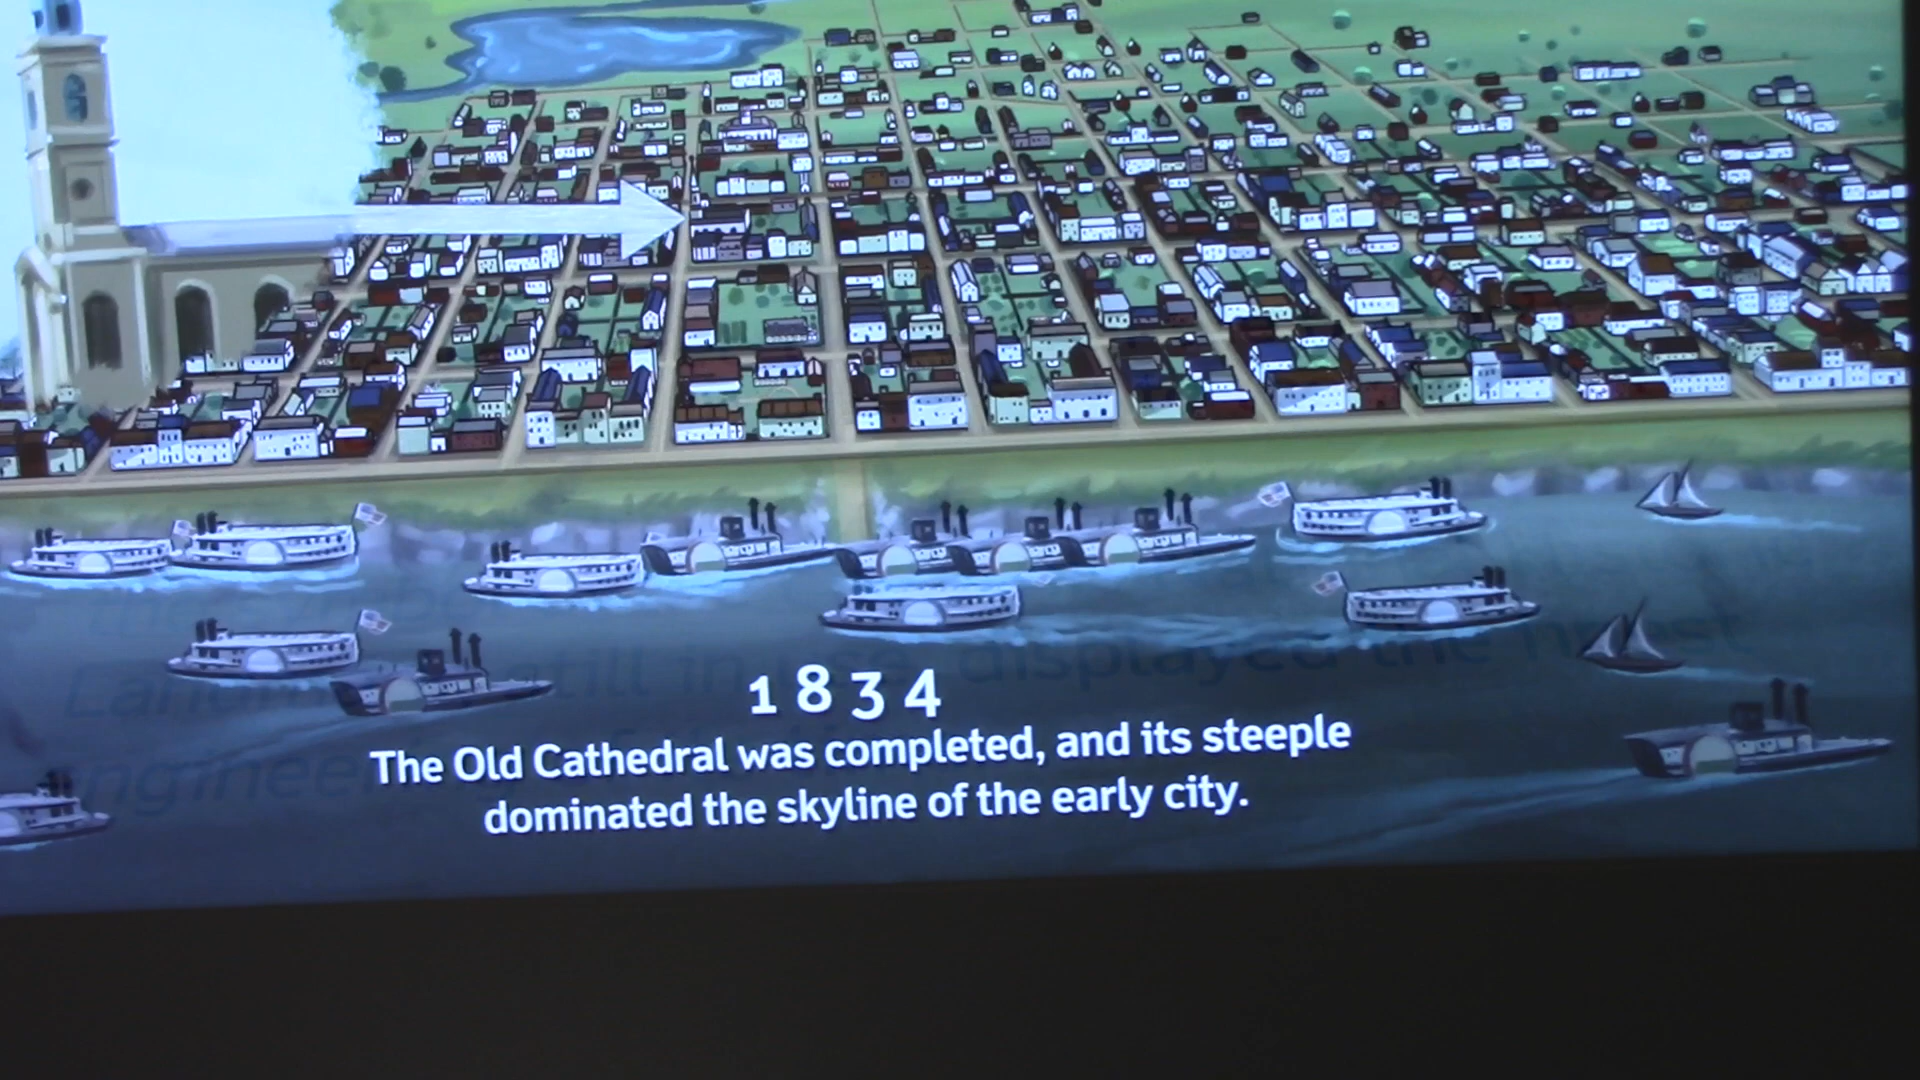 1834
The Old Cathedral was completed, and its steeple
dominated the skyline of the early city.